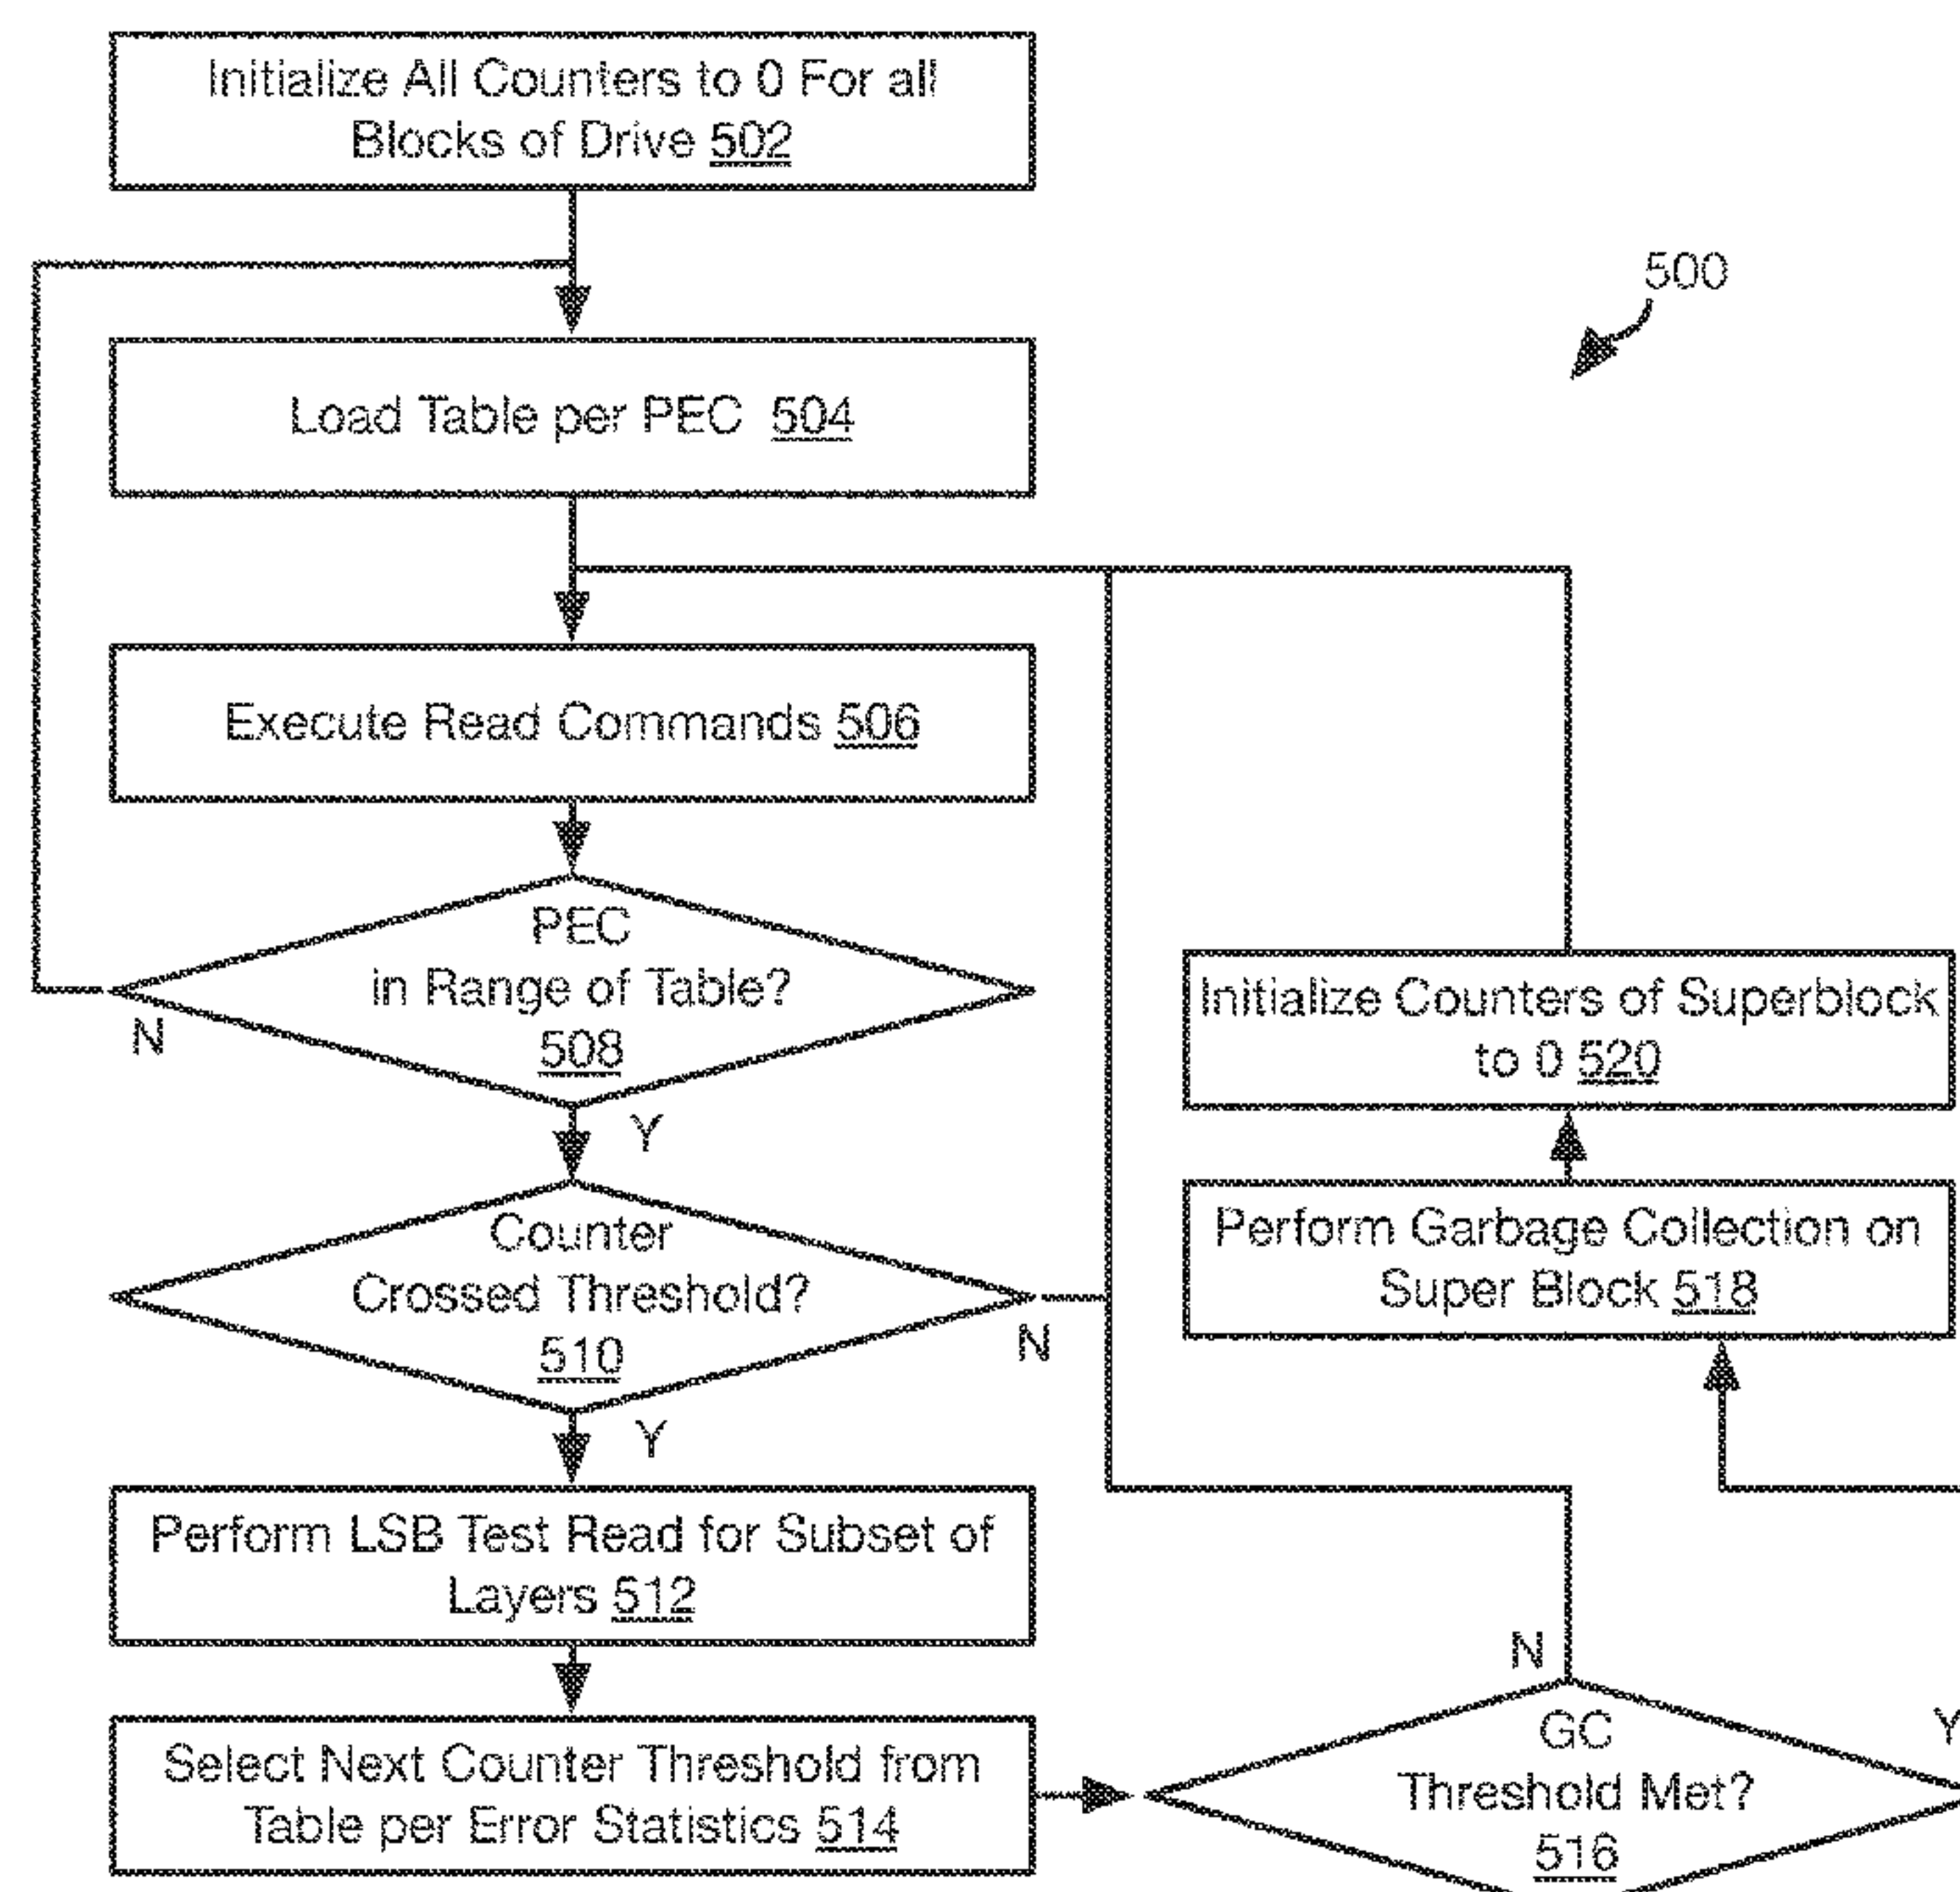 Initialize All Counters to 0 For all
Blocks of Drive 502
500
Load Table per PEC 504
Execute Read Commands 506
PEC
in Range of Table?
508
N
Y
Counter
Crossed Threshold?
510
N
Y
Perform LSB Test Read for Subset of
Layers 512
Select Next Counter Threshold from
Table per Error Statistics 514
Initialize Counters of Superblock
to 0 520
Perform Garbage Collection on
Super Block 518
N
Y
GC
Threshold Met?
516